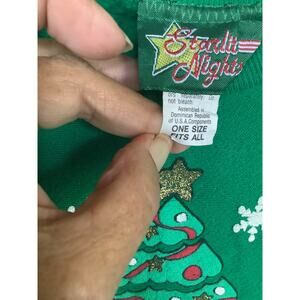 Starlit
Nights
not bleach
Assembled in
Dominican Republic
of U.S.A Components
ONE SIZE
FITS ALL